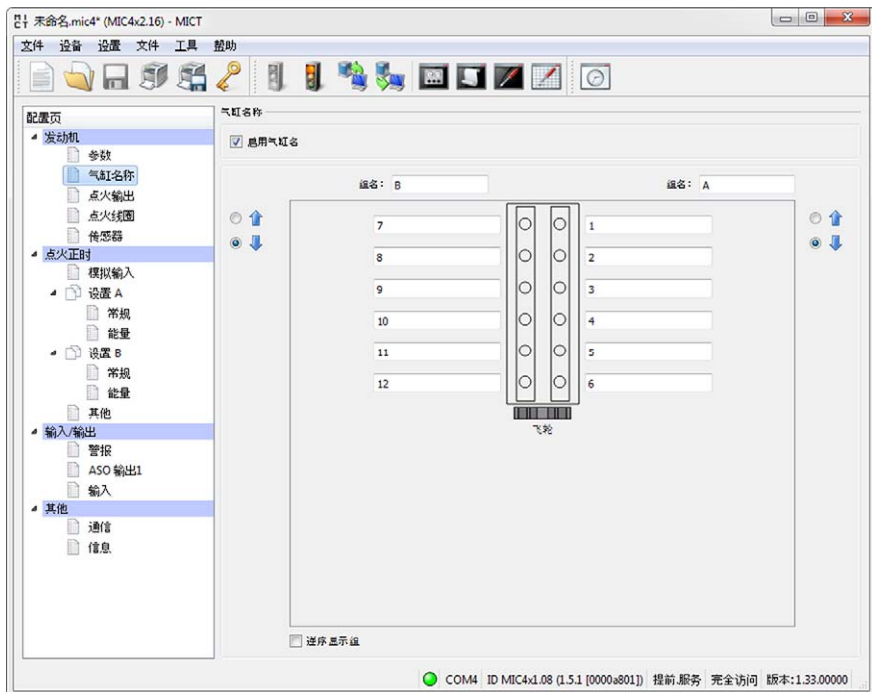 未命名.mic4* (MIC4x2.16) - MICT
文件 设备 设置 文件 工具 帮助
配置页
发动机
参数
气缸名称
点火输出
点火线圈
传感器
点火正时
模拟输入
设置 A
常规
能量
设置 B
常规
能量
其他
输入/输出
警报
ASO 输出1
输入
其他
通信
信息
气缸名称
启用气缸名
组名: B
组名: A
7 1
8 2
9 3
10 4
11 5
12 6
飞轮
逆序显示组
COM4 ID MIC4x1.08 (1.5.1 [0000a801]) 提前.服务 完全访问 版本:1.33.00000